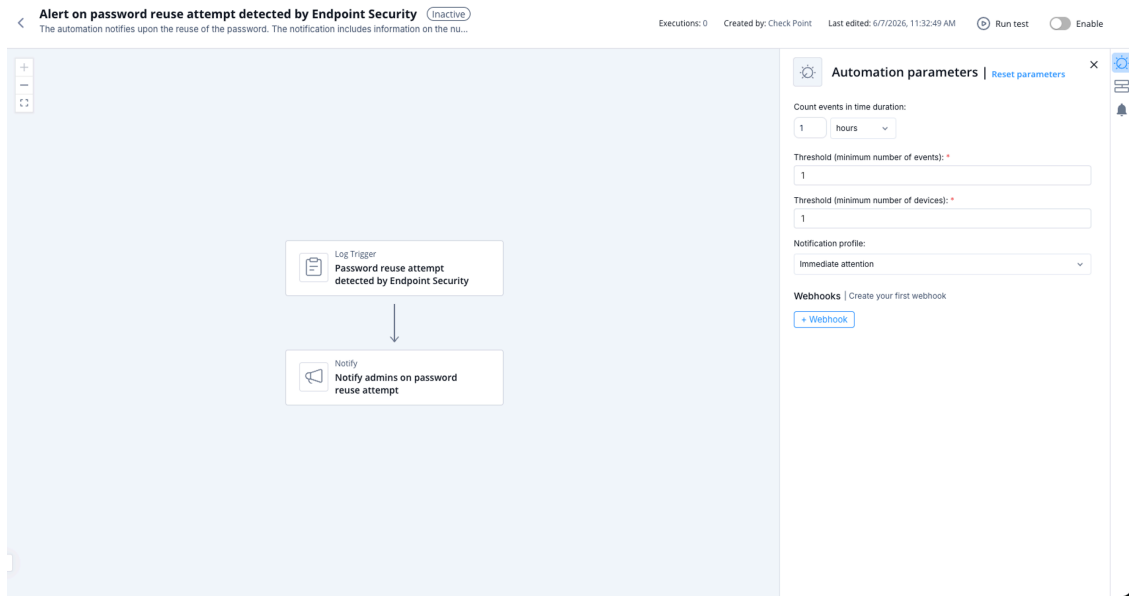 Alert on password reuse attempt detected by Endpoint Security Inactive
The automation notifies upon the reuse of the password. The notification includes information on the nu...
Executions: 0 Created by: Check Point Last edited: 6/7/2026, 11:32:49 AM Run test Enable
Log Trigger
Password reuse attempt
detected by Endpoint Security
Notify
Notify admins on password
reuse attempt
Automation parameters | Reset parameters
Count events in time duration:
1 hours
Threshold (minimum number of events): *
1
Threshold (minimum number of devices): *
1
Notification profile:
Immediate attention
Webhooks | Create your first webhook
+ Webhook